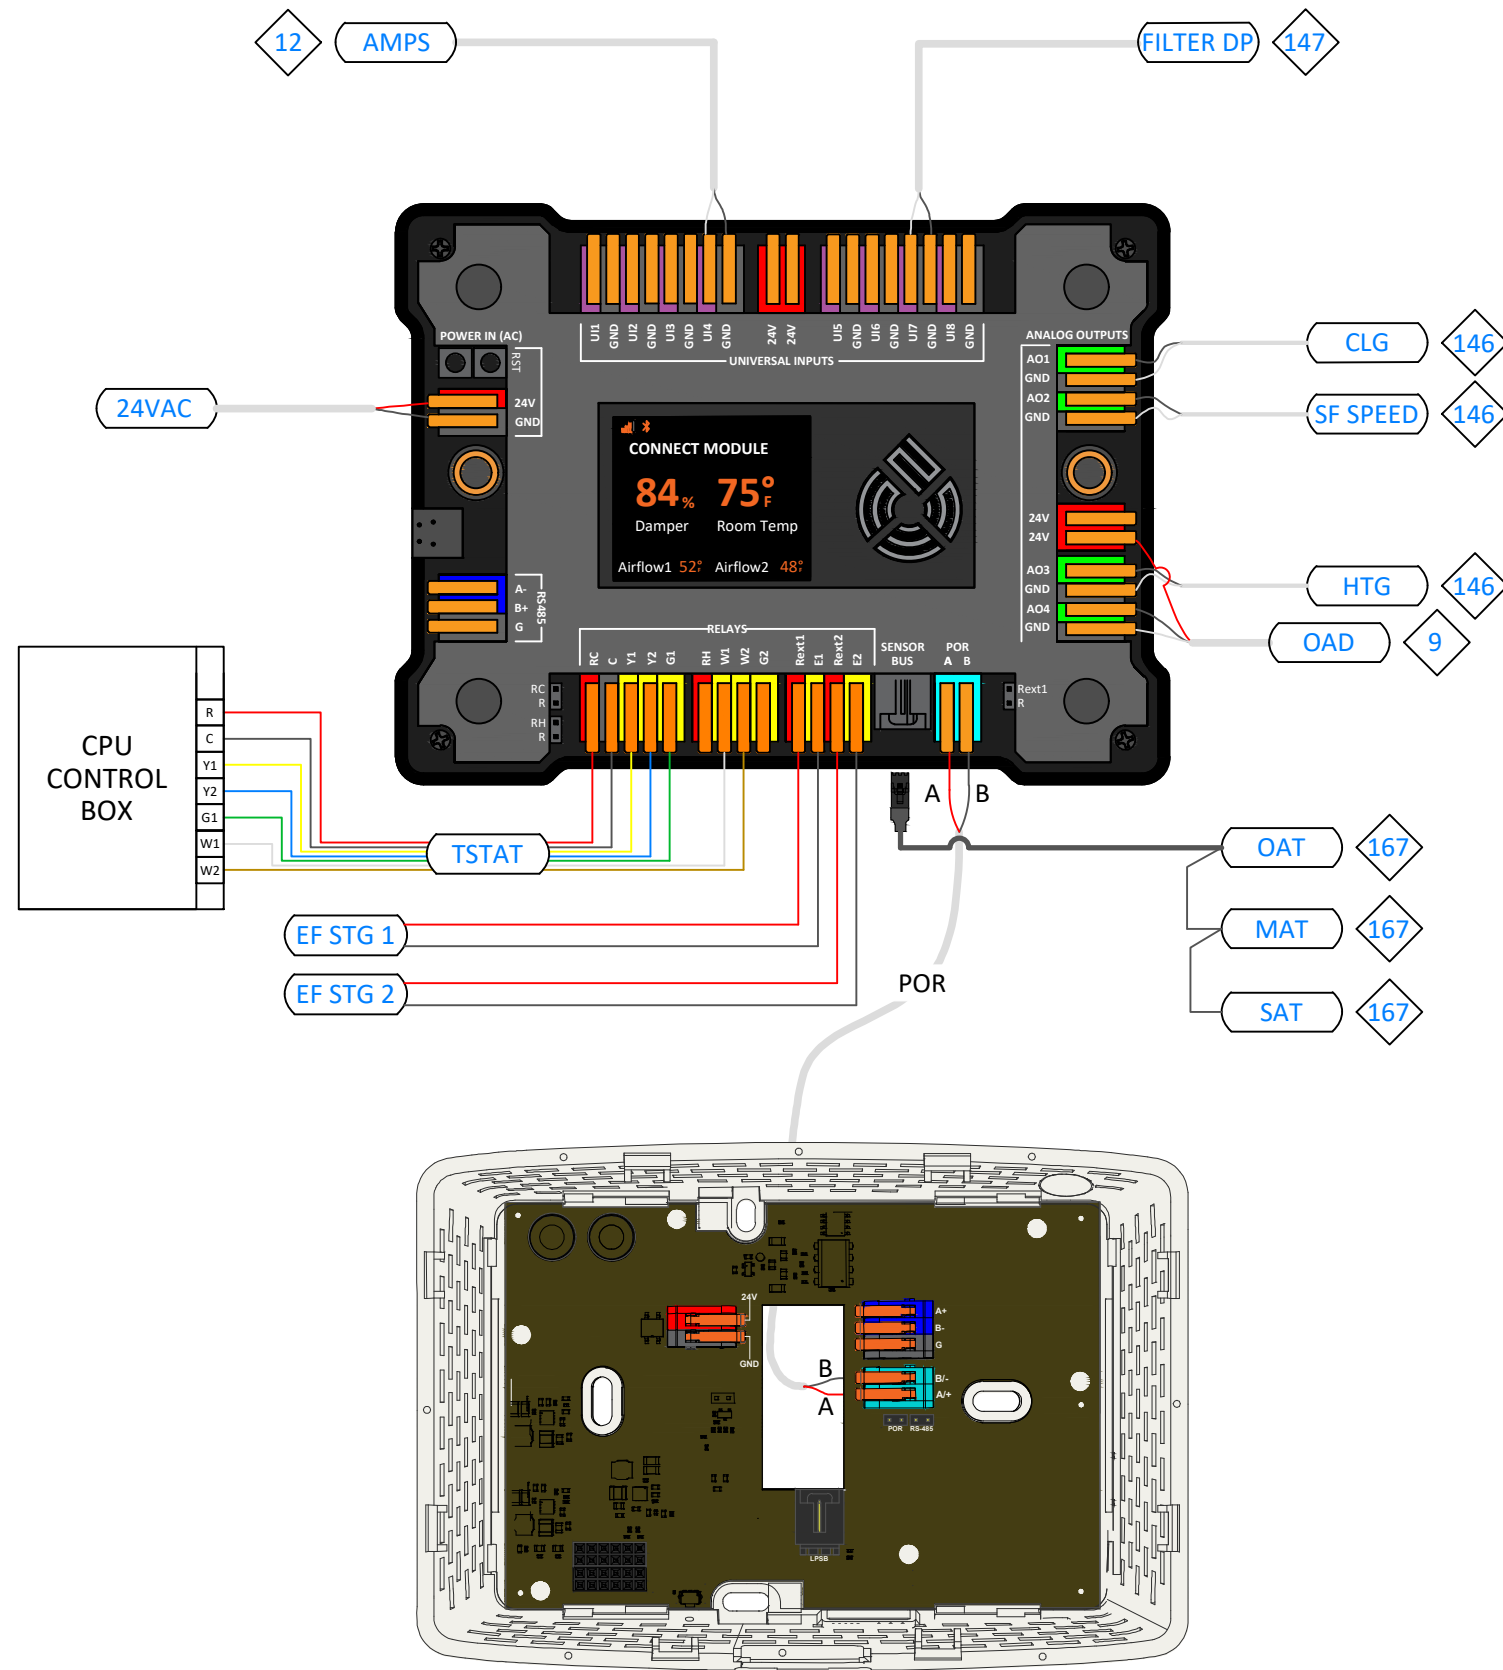 12 AMPS FILTER DP 147
UI1 GND UI2 GND UI3 GND UI4 GND 24V 24V UI5 GND UI6 GND UI7 GND UI8 GND
UNIVERSAL INPUTS
POWER IN (AC)
RST
24V
GND
24VAC
ANALOG OUTPUTS
AO1
GND
AO2
GND
CLG 146
SF SPEED 146
CONNECT MODULE
84% 75°F
Damper Room Temp
Airflow1 52°F Airflow2 48°F
24V
24V
AO3
GND
AO4
GND
HTG 146
OAD 9
A-
B+
G
RS485
RELAYS
RC C Y1 Y2 G1 RH W1 W2 G2 Rext1 E1 Rext2 E2
SENSOR
BUS
POR
A B
RC
R
RH
R
Rext1
R
CPU
CONTROL
BOX
R
C
Y1
Y2
G1
W1
W2
TSTAT
A B
OAT 167
MAT 167
SAT 167
EF STG 1
EF STG 2
POR
24V
GND
A+
B-
G
B/-
A/+
B
A
POR RS-485
LPSB